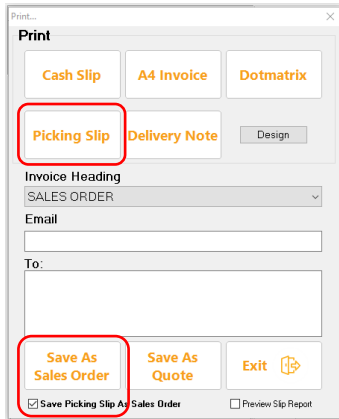 Print...
Print
Cash Slip
A4 Invoice
Dotmatrix
Picking Slip
Delivery Note
Design
Invoice Heading
SALES ORDER
Email
To:
Save As
Sales Order
Save As
Quote
Exit
Save Picking Slip As Sales Order
Preview Slip Report